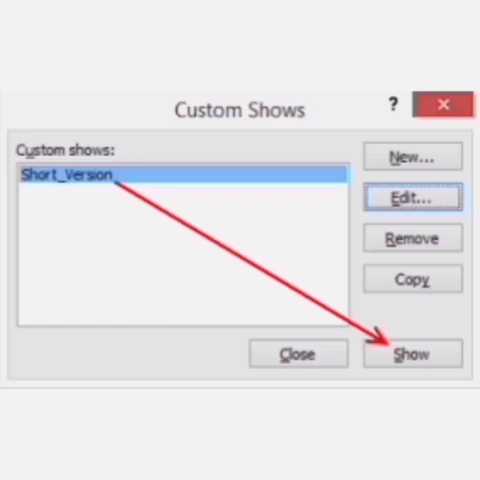 Custom Shows
?
Custom shows:
Short_Version
New...
Edit...
Remove
Copy
Close
Show